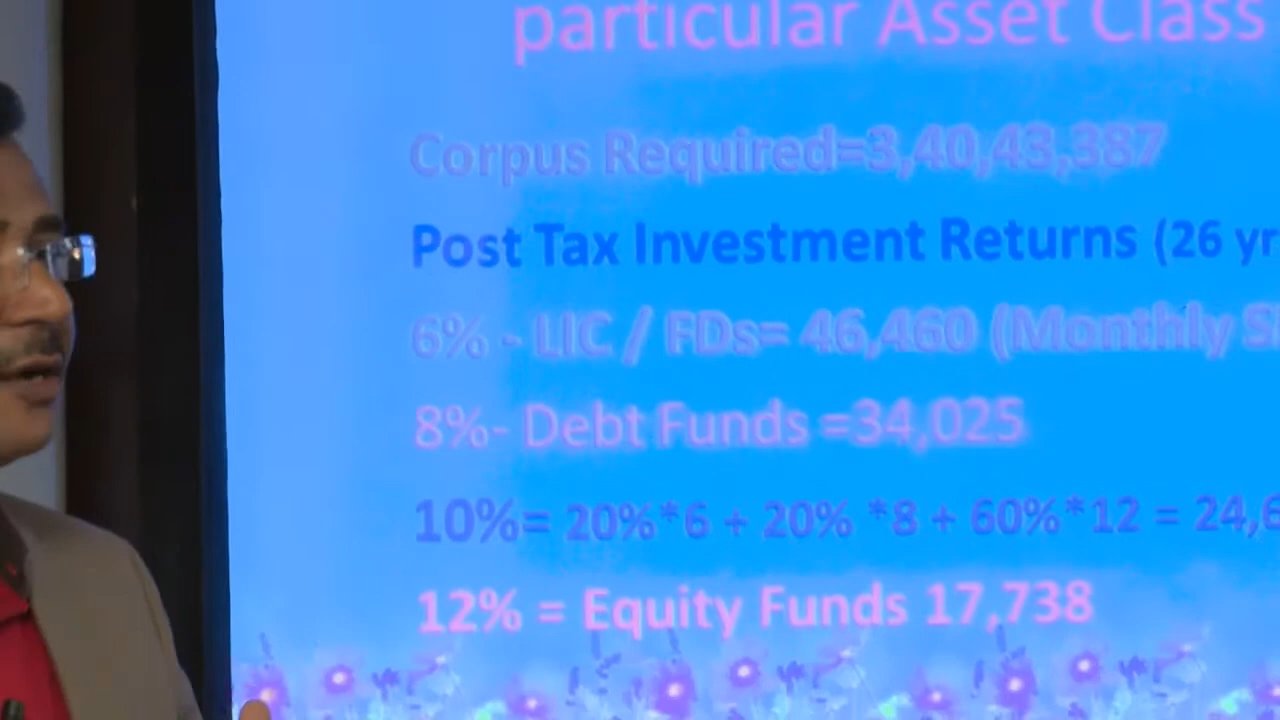 particular Asset Class
Corpus Required=3,40,43,387
Post Tax Investment Returns (26 yr
6% - LIC / FDs= 46,460 (Monthly S
8%- Debt Funds =34,025
10%= 20%*6 + 20% *8 + 60%*12 = 24,6
12% = Equity Funds 17,738